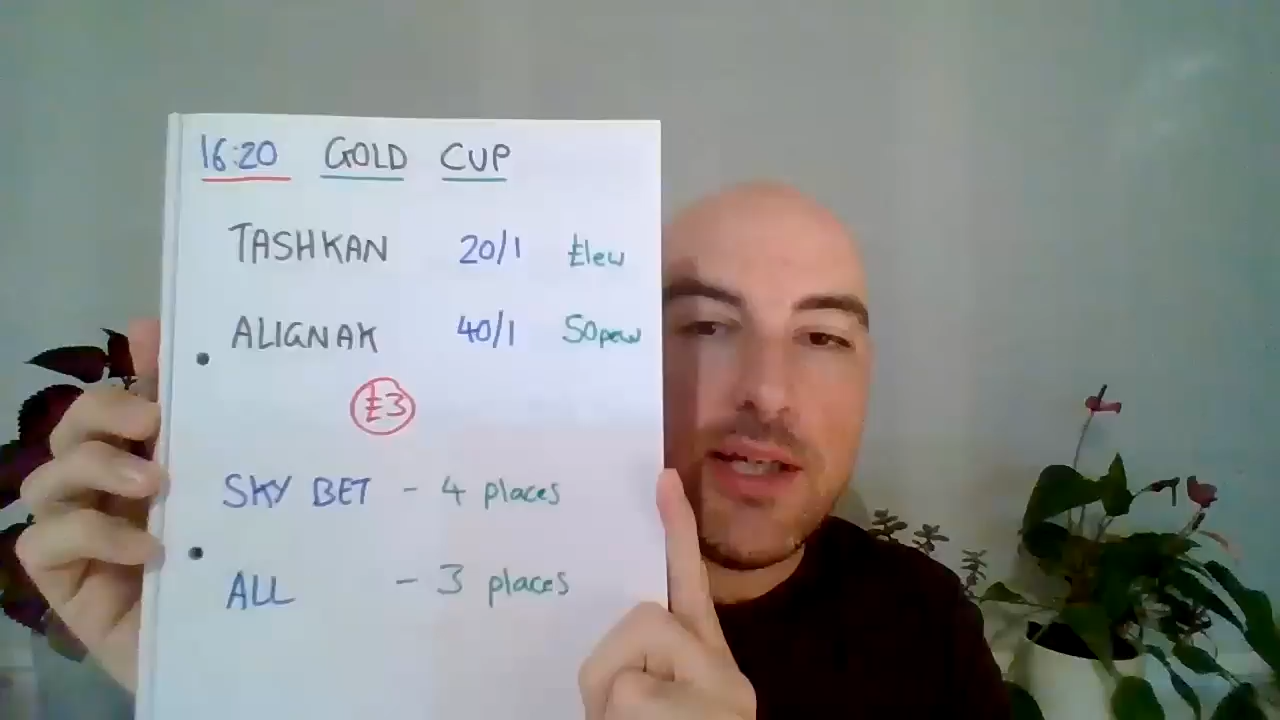 16:20 GOLD CUP
TASHKAN 20/1 £1ew
ALIGNAK 40/1 50pew
£3
SKY BET - 4 places
ALL - 3 places